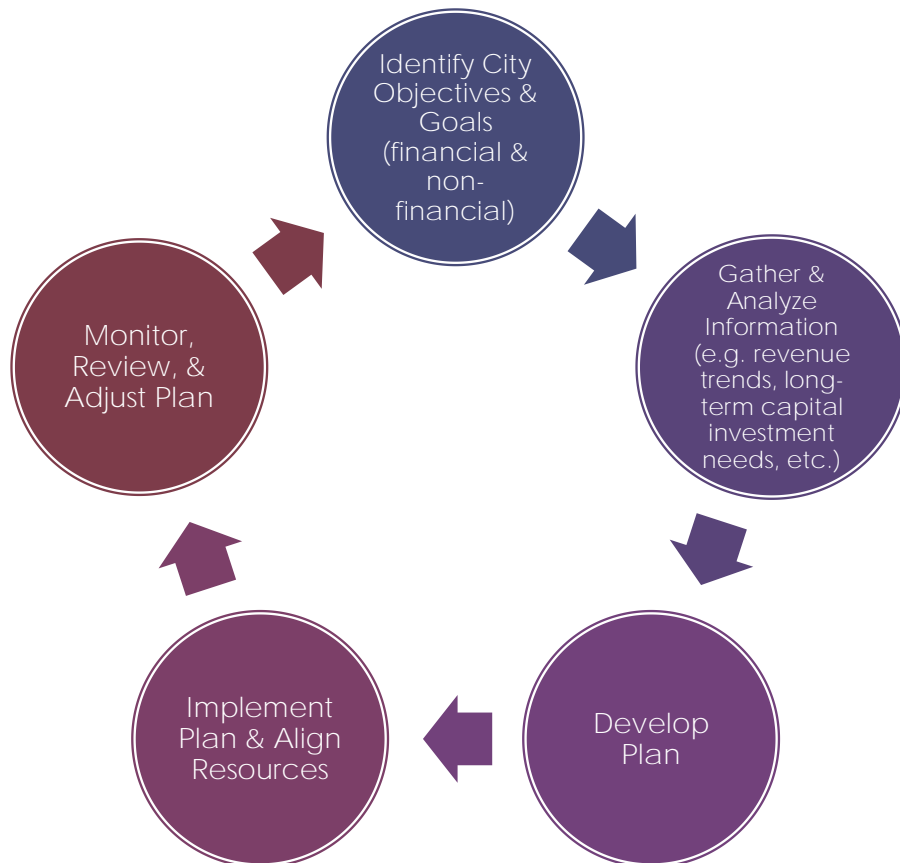 Identify City
Objectives &
Goals
(financial &
non-
financial)
Gather &
Analyze
Information
(e.g. revenue
trends, long-
term capital
investment
needs, etc.)
Develop
Plan
Implement
Plan & Align
Resources
Monitor,
Review, &
Adjust Plan